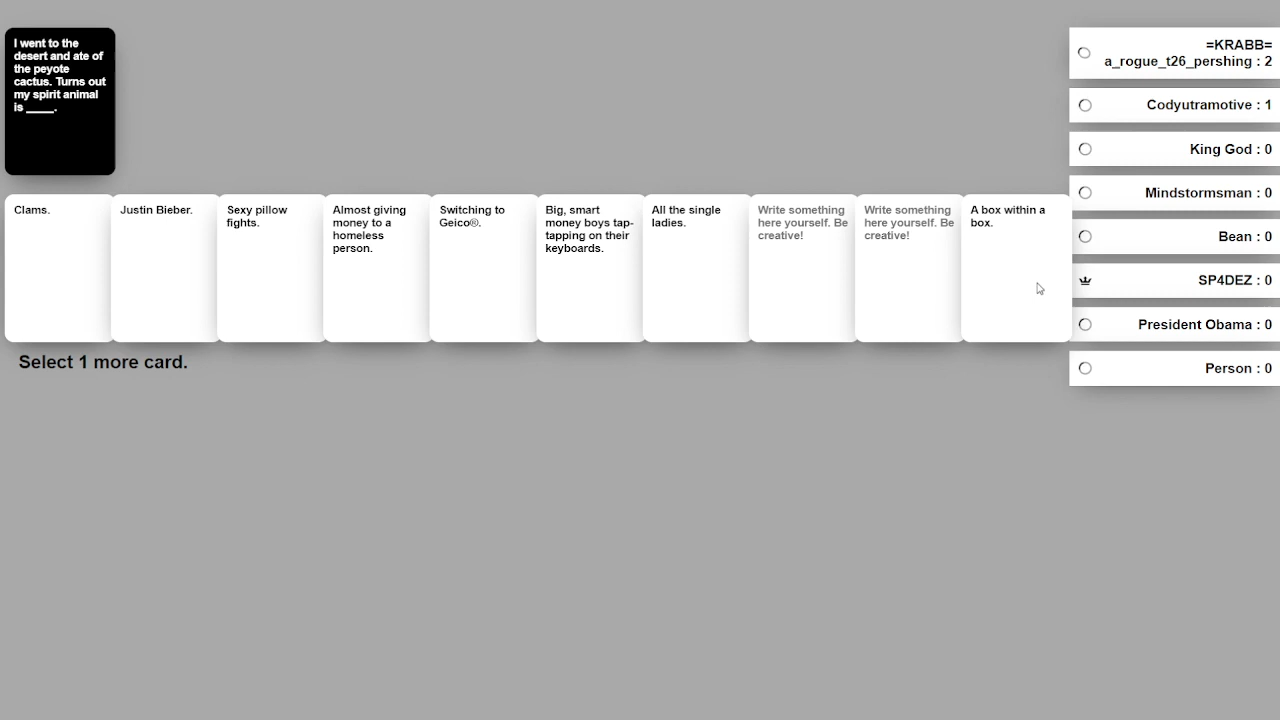 I went to the
desert and ate of
the peyote
cactus. Turns out
my spirit animal
is _____.
Clams.
Justin Bieber.
Sexy pillow
fights.
Almost giving
money to a
homeless
person.
Switching to
Geico®.
Big, smart
money boys tap-
tapping on their
keyboards.
All the single
ladies.
Write something
here yourself. Be
creative!
Write something
here yourself. Be
creative!
A box within a
box.
Select 1 more card.
=KRABB=
a_rogue_t26_pershing : 2
Codyutramotive : 1
King God : 0
Mindstormsman : 0
Bean : 0
SP4DEZ : 0
President Obama : 0
Person : 0